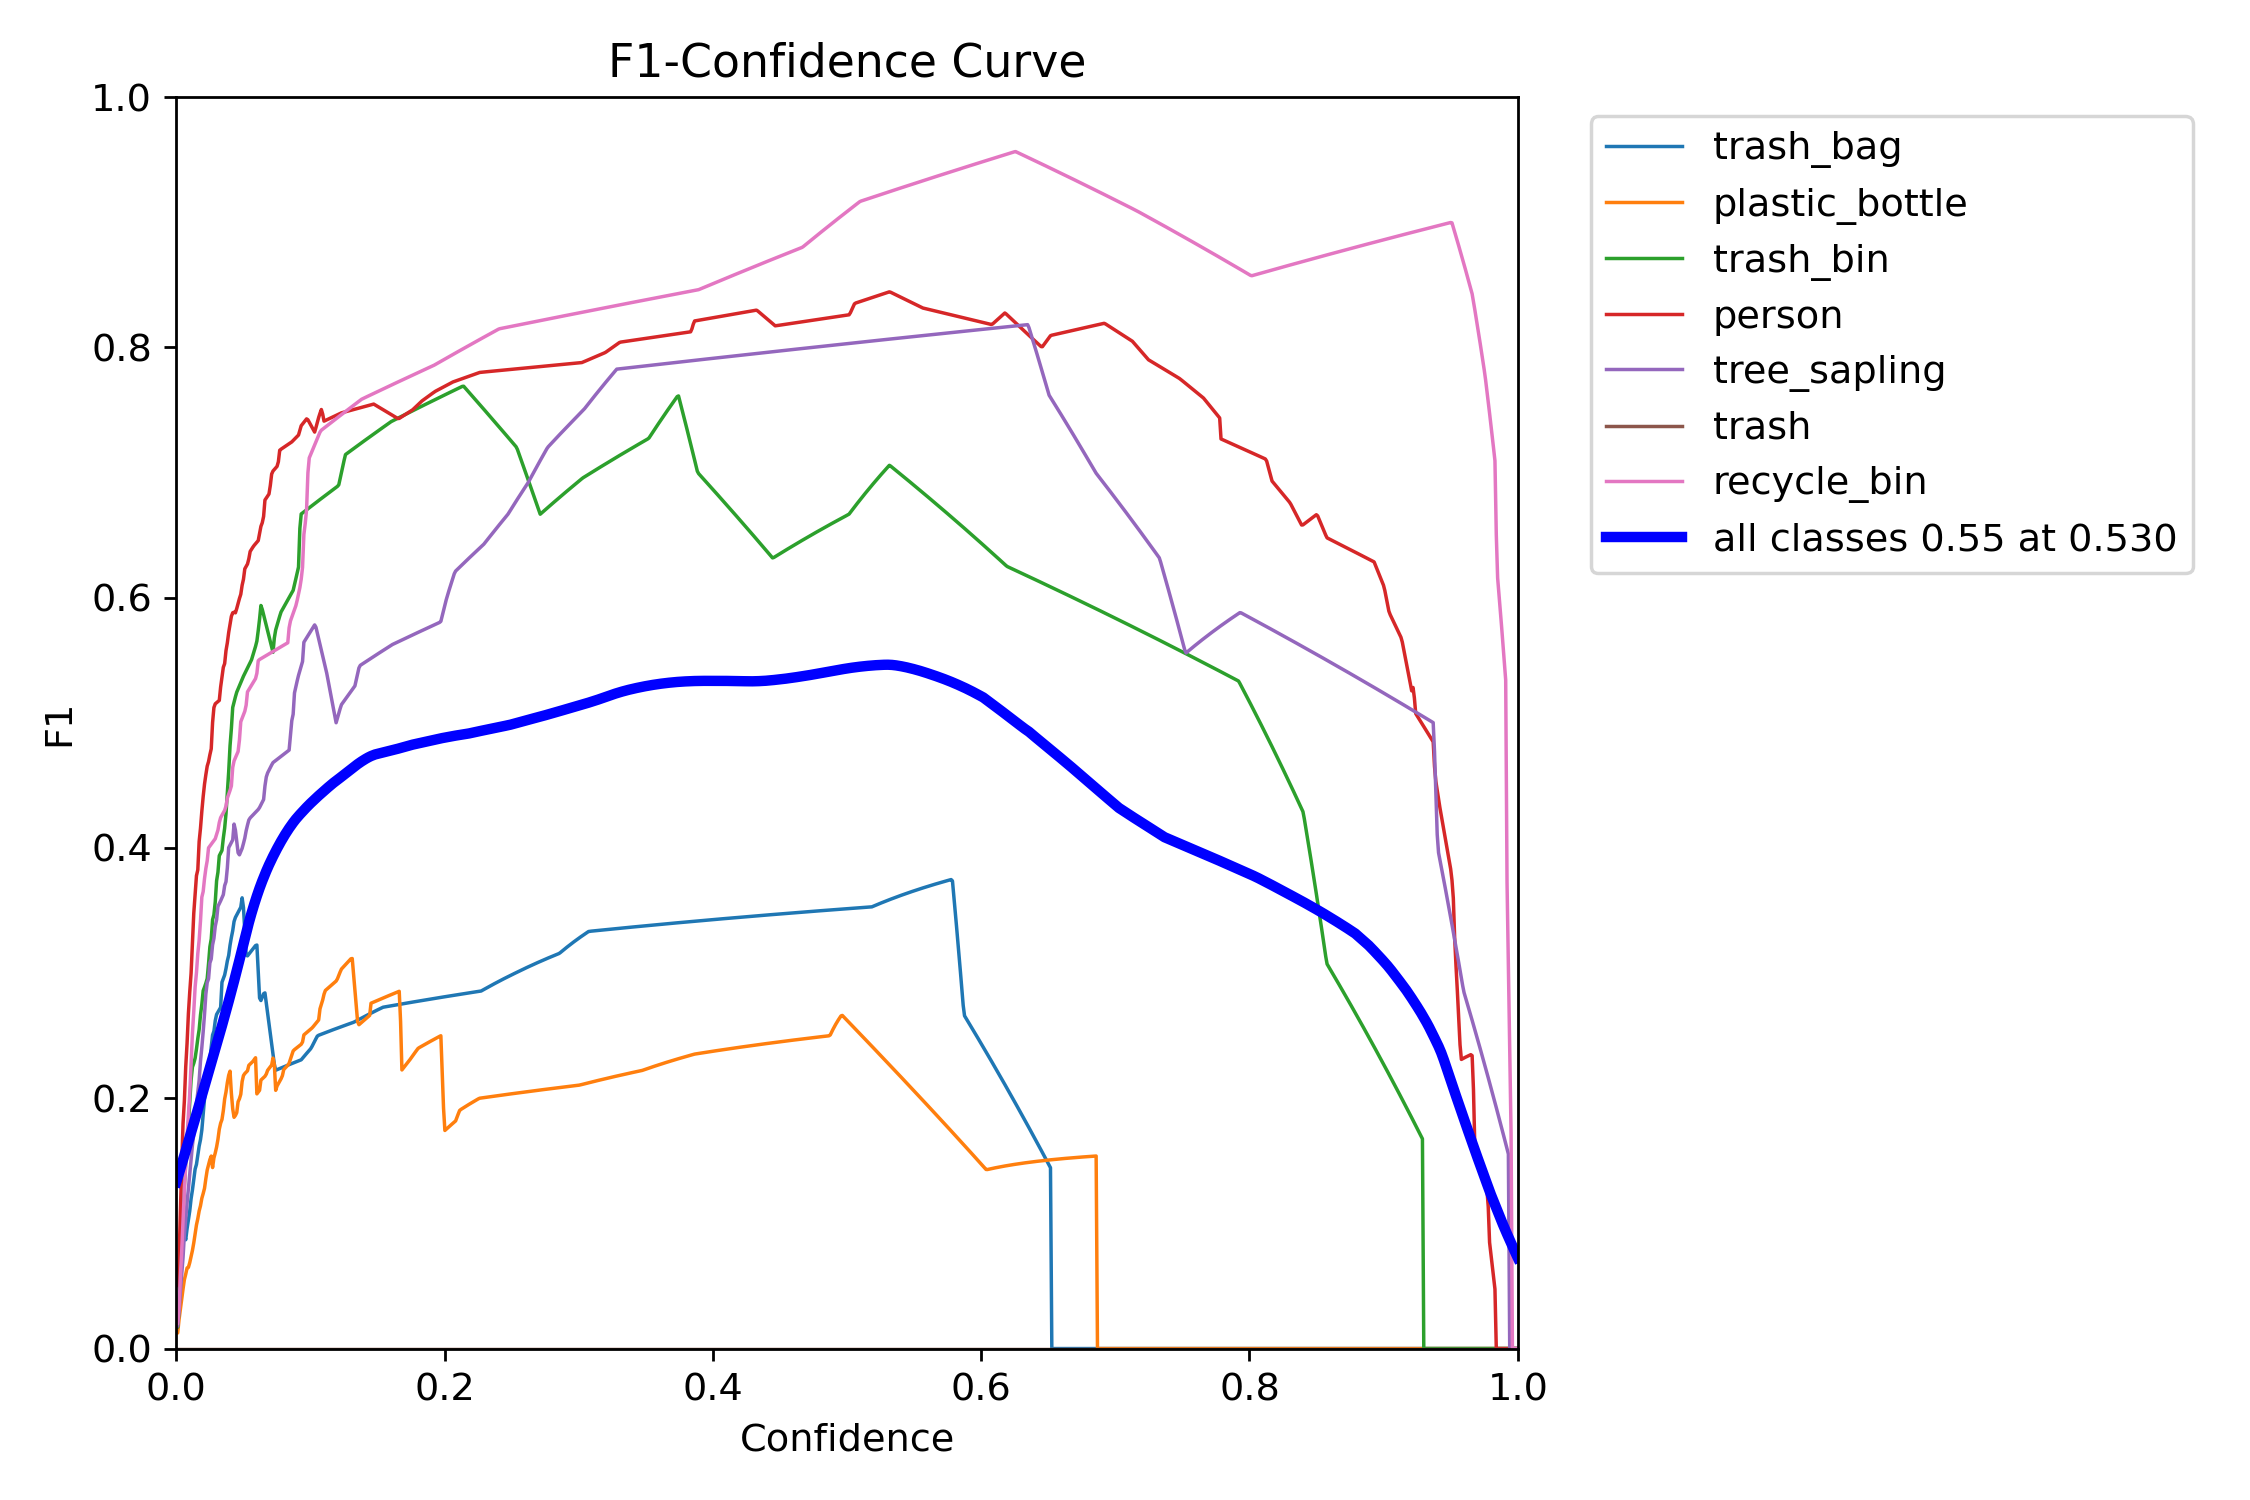 F1-Confidence Curve
1.0
0.8
0.6
0.4
0.2
0.0
F1
0.0 0.2 0.4 0.6 0.8 1.0
Confidence
trash_bag
plastic_bottle
trash_bin
person
tree_sapling
trash
recycle_bin
all classes 0.55 at 0.530